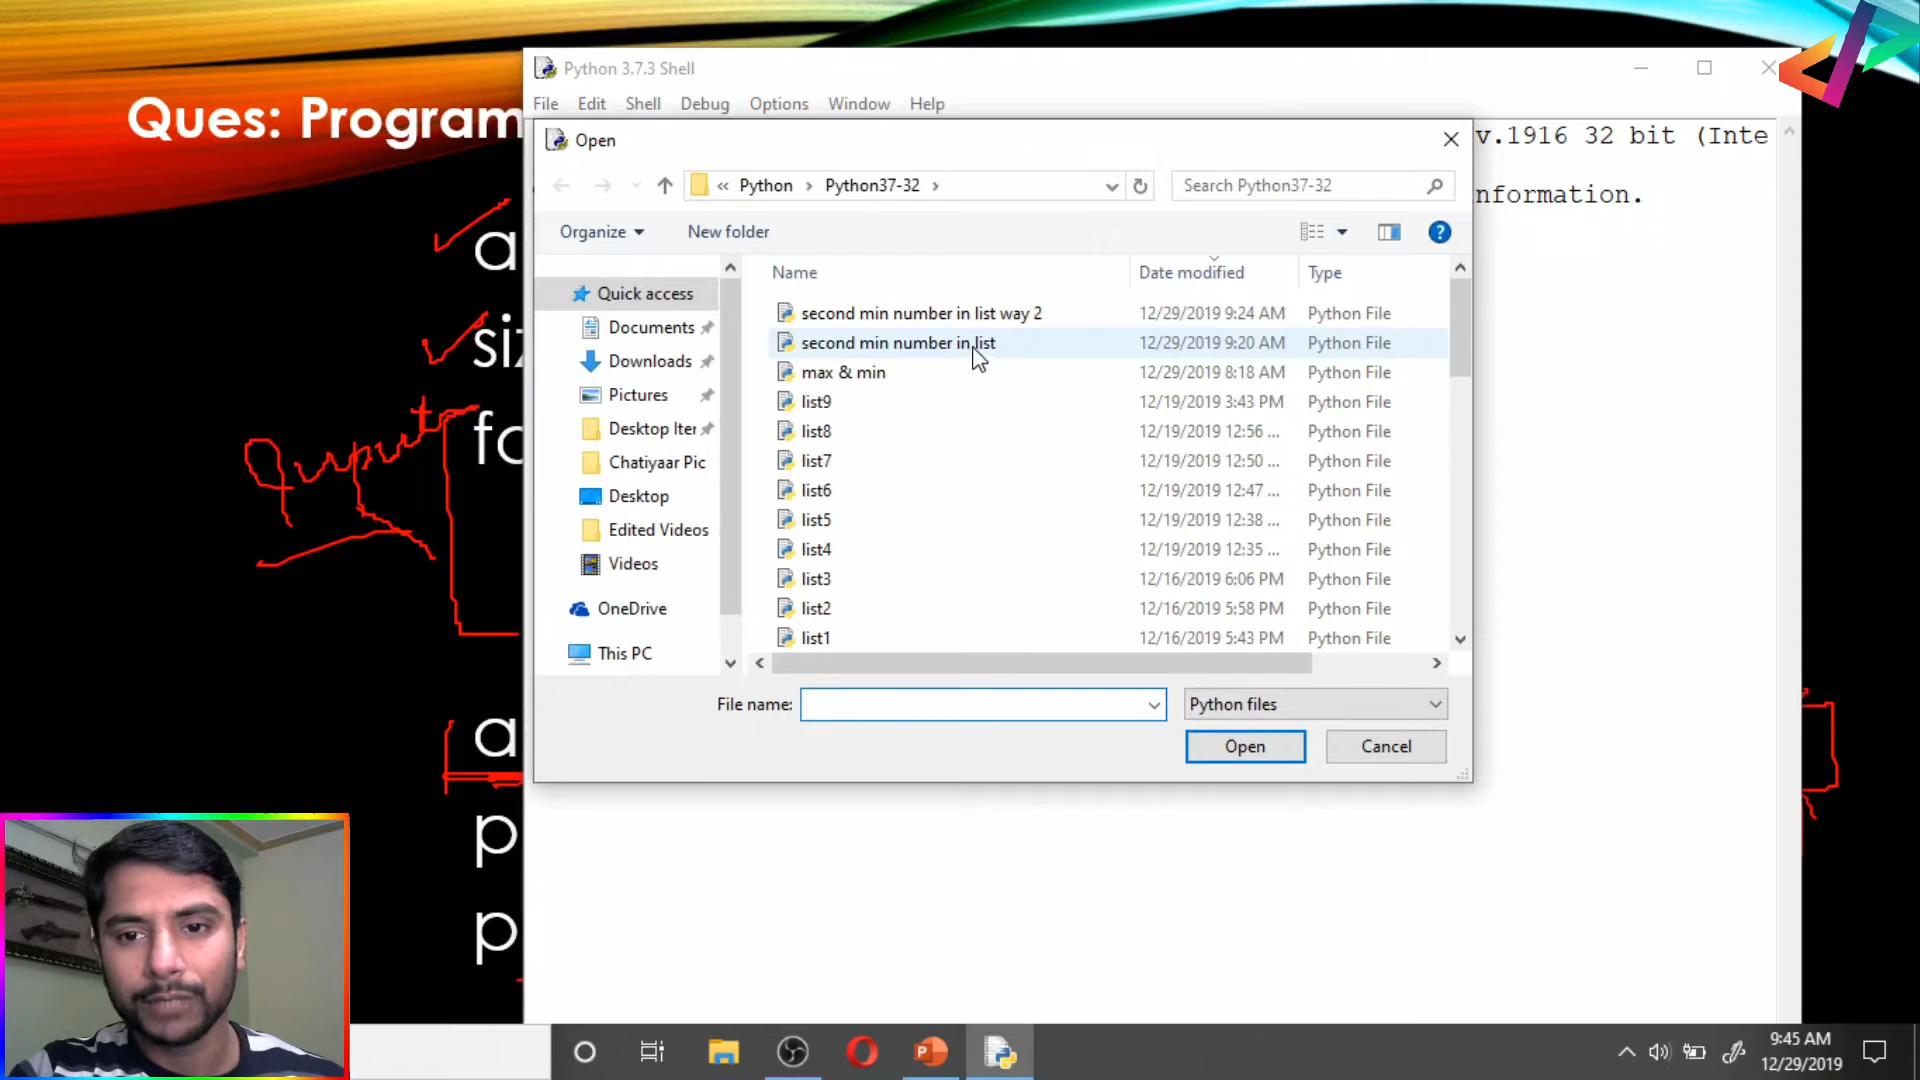 Ques: Program
a
siz
fo
Input
a
p
p
Python 3.7.3 Shell
File Edit Shell Debug Options Window Help
v.1916 32 bit (Inte
nformation.
Open
« Python › Python37-32 ›
Search Python37-32
Organize New folder
Quick access
Documents
Downloads
Pictures
Desktop Iter
Chatiyaar Pic
Desktop
Edited Videos
Videos
OneDrive
This PC
Name Date modified Type
second min number in list way 2 12/29/2019 9:24 AM Python File
second min number in list 12/29/2019 9:20 AM Python File
max & min 12/29/2019 8:18 AM Python File
list9 12/19/2019 3:43 PM Python File
list8 12/19/2019 12:56 ... Python File
list7 12/19/2019 12:50 ... Python File
list6 12/19/2019 12:47 ... Python File
list5 12/19/2019 12:38 ... Python File
list4 12/19/2019 12:35 ... Python File
list3 12/16/2019 6:06 PM Python File
list2 12/16/2019 5:58 PM Python File
list1 12/16/2019 5:43 PM Python File
File name: Python files
Open Cancel
9:45 AM
12/29/2019